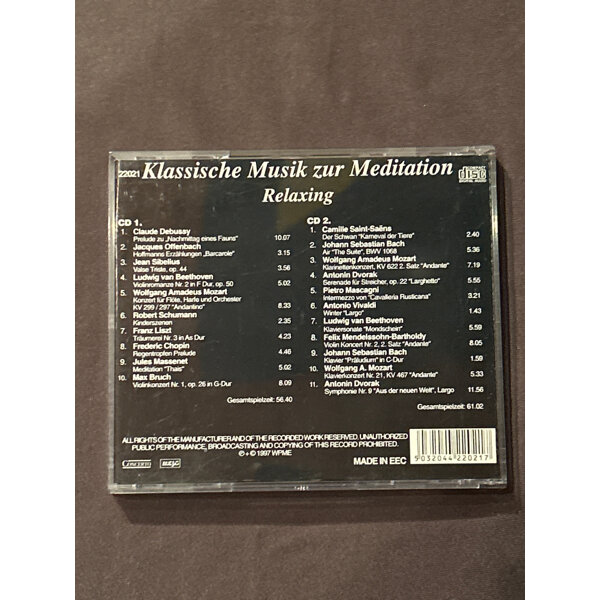 22021 Klassische Musik zur Meditation
COMPACT
disc
DIGITAL AUDIO
Relaxing
CD 1.
1. Claude Debussy
Prelude zu „Nachmittag eines Fauns" 10.07
2. Jacques Offenbach
Hoffmanns Erzählungen „Barcarole" 3.13
3. Jean Sibelius
Valse Triste, op. 44 3.56
4. Ludwig van Beethoven
Violinromanze Nr. 2 in F Dur, op. 50 5.02
5. Wolfgang Amadeus Mozart
Konzert für Flöte, Harfe und Orchester
KV 299 / 297 "Andantino" 8.33
6. Robert Schumann
Kinderszenen 2.35
7. Franz Liszt
Träumerei Nr. 3 in As Dur 4.23
8. Frederic Chopin
Regentropfen Prelude 4.46
9. Jules Massenet
Meditation "Thais" 5.02
10. Max Bruch
Violinkonzert Nr. 1, op. 26 in G-Dur 8.09
Gesamtspielzeit: 56.40
CD 2.
1. Camille Saint-Saëns
Der Schwan "Karneval der Tiere" 2.40
2. Johann Sebastian Bach
Air "The Suite", BWV 1068 5.36
3. Wolfgang Amadeus Mozart
Klarinettenkonzert, KV 622 2. Satz "Andante" 7.19
4. Antonin Dvorak
Serenade für Streicher, op. 22 "Larghetto" 5.55
5. Pietro Mascagni
Intermezzo von "Cavalleria Rusticana" 3.21
6. Antonio Vivaldi
Winter "Largo" 1.43
7. Ludwig van Beethoven
Klaviersonate "Mondschein" 5.59
8. Felix Mendelssohn-Bartholdy
Violin Konzert Nr. 2, 2. Satz "Andante" 8.05
9. Johann Sebastian Bach
Klavier "Präludium" in C-Dur 5.33
10. Wolfgang A. Mozart
Klavierkonzert Nr. 21, KV 467 "Andante" 6.53
11. Antonin Dvorak
Symphonie Nr. 9 "Aus der neuen Welt", Largo 11.56
Gesamtspielzeit: 61.02
ALL RIGHTS OF THE MANUFACTURER AND OF THE RECORDED WORK RESERVED. UNAUTHORIZED
PUBLIC PERFORMANCE, BROADCASTING AND COPYING OF THIS RECORD PROHIBITED.
℗ + © 1997 WPME
CONCERTO
MADE IN EEC
5032044 220217